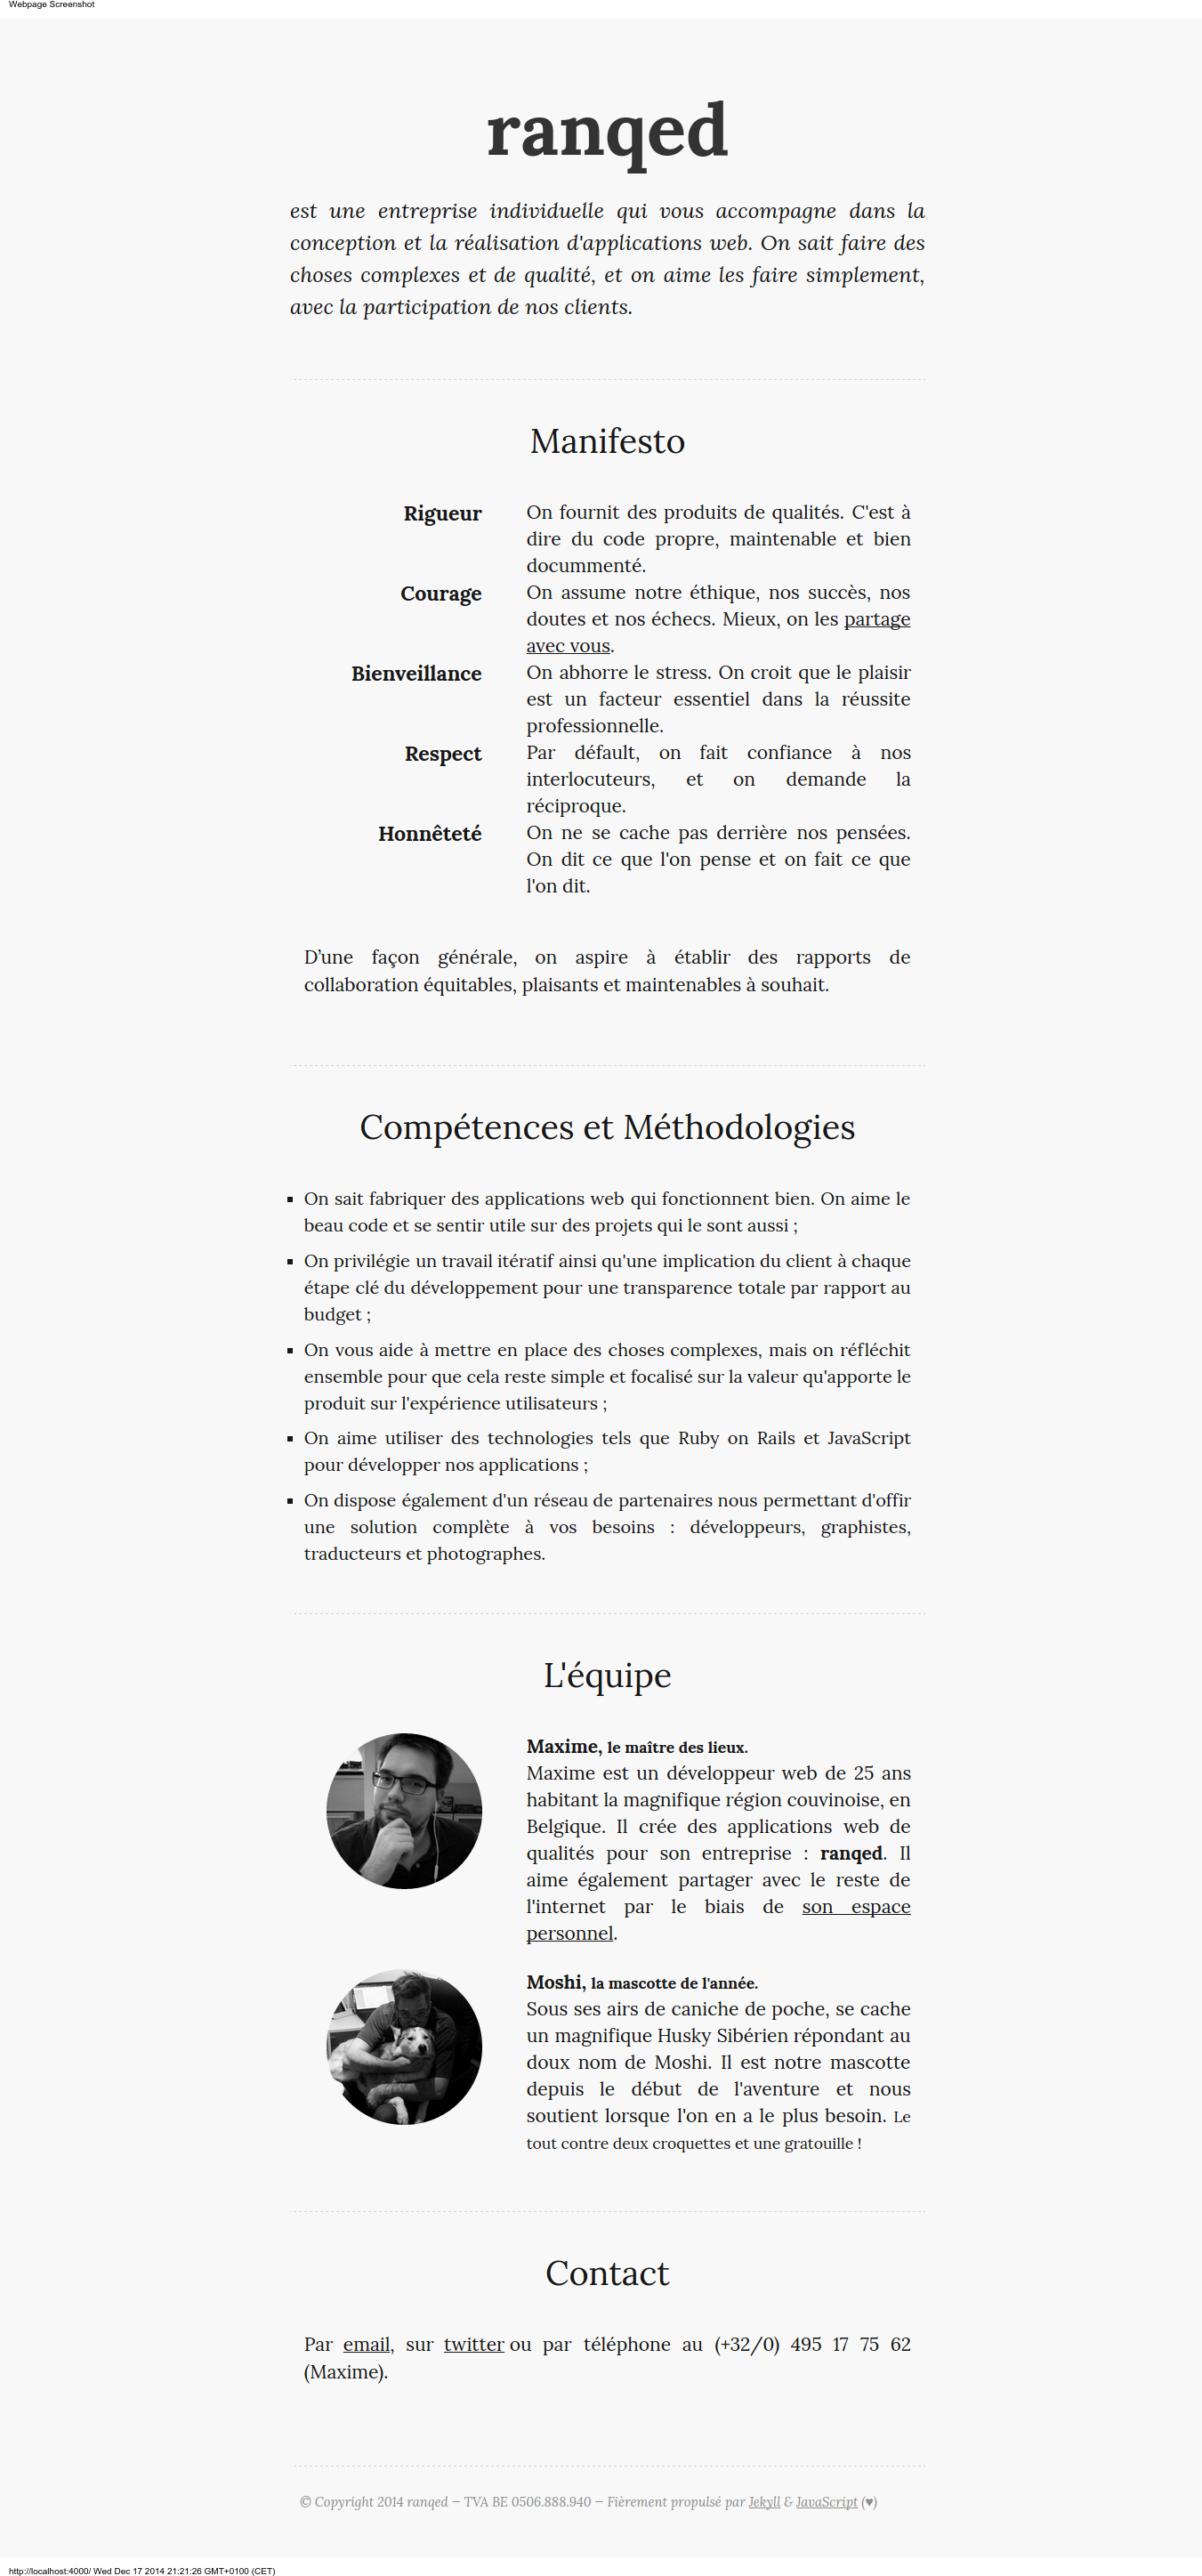 Webpage Screenshot
ranqed
est une entreprise individuelle qui vous accompagne dans la
conception et la réalisation d'applications web. On sait faire des
choses complexes et de qualité, et on aime les faire simplement,
avec la participation de nos clients.
Manifesto
Rigueur
On fournit des produits de qualités. C'est à
dire du code propre, maintenable et bien
docummenté.
Courage
On assume notre éthique, nos succès, nos
doutes et nos échecs. Mieux, on les partage
avec vous.
Bienveillance
On abhorre le stress. On croit que le plaisir
est un facteur essentiel dans la réussite
professionnelle.
Respect
Par défault, on fait confiance à nos
interlocuteurs, et on demande la
réciproque.
Honnêteté
On ne se cache pas derrière nos pensées.
On dit ce que l'on pense et on fait ce que
l'on dit.
D’une façon générale, on aspire à établir des rapports de
collaboration équitables, plaisants et maintenables à souhait.
Compétences et Méthodologies
▪ On sait fabriquer des applications web qui fonctionnent bien. On aime le
beau code et se sentir utile sur des projets qui le sont aussi ;
▪ On privilégie un travail itératif ainsi qu'une implication du client à chaque
étape clé du développement pour une transparence totale par rapport au
budget ;
▪ On vous aide à mettre en place des choses complexes, mais on réfléchit
ensemble pour que cela reste simple et focalisé sur la valeur qu'apporte le
produit sur l'expérience utilisateurs ;
▪ On aime utiliser des technologies tels que Ruby on Rails et JavaScript
pour développer nos applications ;
▪ On dispose également d'un réseau de partenaires nous permettant d'offir
une solution complète à vos besoins : développeurs, graphistes,
traducteurs et photographes.
L'équipe
Maxime, le maître des lieux.
Maxime est un développeur web de 25 ans
habitant la magnifique région couvinoise, en
Belgique. Il crée des applications web de
qualités pour son entreprise : ranqed. Il
aime également partager avec le reste de
l'internet par le biais de son espace
personnel.
Moshi, la mascotte de l'année.
Sous ses airs de caniche de poche, se cache
un magnifique Husky Sibérien répondant au
doux nom de Moshi. Il est notre mascotte
depuis le début de l'aventure et nous
soutient lorsque l'on en a le plus besoin. Le
tout contre deux croquettes et une gratouille !
Contact
Par email, sur twitter ou par téléphone au (+32/0) 495 17 75 62
(Maxime).
© Copyright 2014 ranqed — TVA BE 0506.888.940 — Fièrement propulsé par Jekyll & JavaScript (♥)
http://localhost:4000/ Wed Dec 17 2014 21:21:26 GMT+0100 (CET)